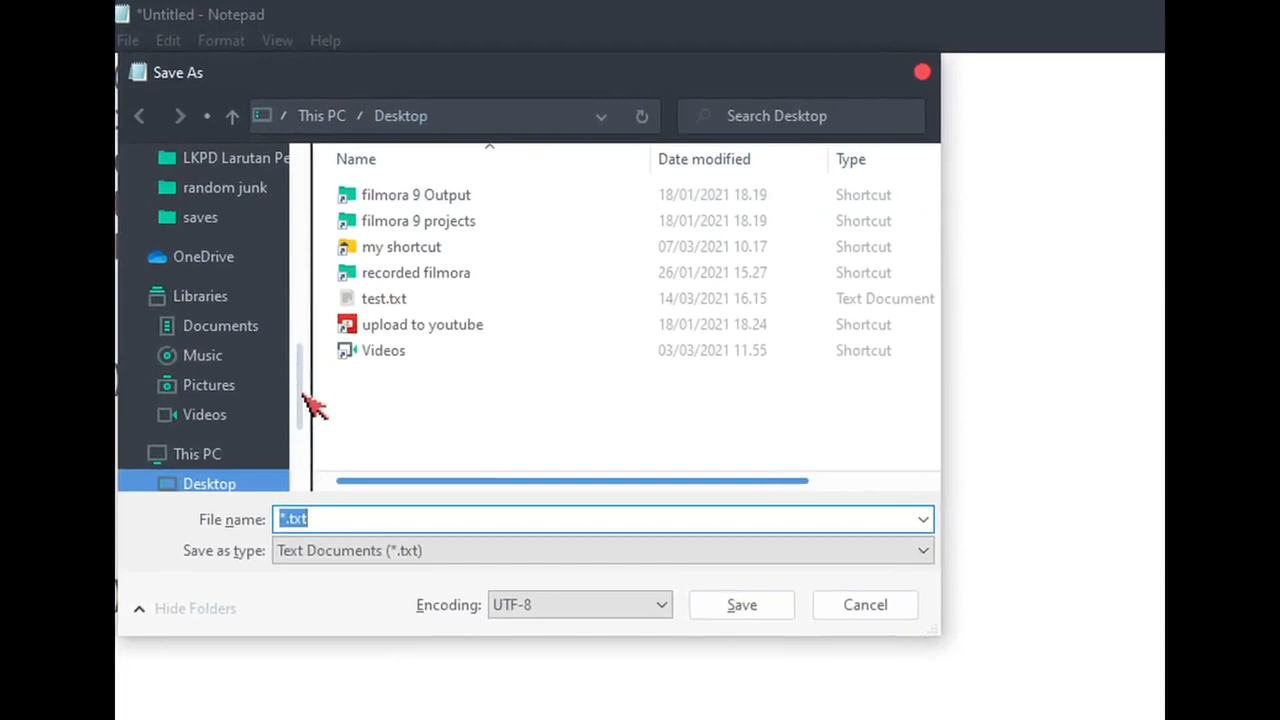 *Untitled - Notepad
File Edit Format View Help
Save As
This PC / Desktop
Search Desktop
LKPD Larutan Pe
random junk
saves
OneDrive
Libraries
Documents
Music
Pictures
Videos
This PC
Desktop
Name Date modified Type
filmora 9 Output 18/01/2021 18.19 Shortcut
filmora 9 projects 18/01/2021 18.19 Shortcut
my shortcut 07/03/2021 10.17 Shortcut
recorded filmora 26/01/2021 15.27 Shortcut
test.txt 14/03/2021 16.15 Text Document
upload to youtube 18/01/2021 18.24 Shortcut
Videos 03/03/2021 11.55 Shortcut
File name: *.txt
Save as type: Text Documents (*.txt)
Hide Folders
Encoding: UTF-8
Save
Cancel